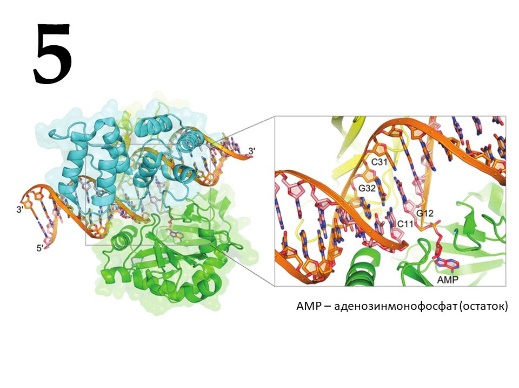 5
3'
3'
5'
C31
G32
G12
C11
AMP
AMP – аденозинмонофосфат (остаток)